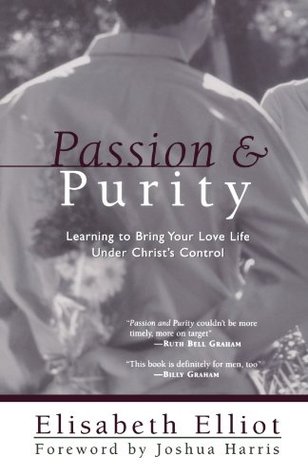 Passion &
Purity
Learning to Bring Your Love Life
Under Christ's Control
"Passion and Purity couldn't be more
timely, more on target"
—RUTH BELL GRAHAM
"This book is definitely for men, too"
—BILLY GRAHAM
Elisabeth Elliot
Foreword by Joshua Harris